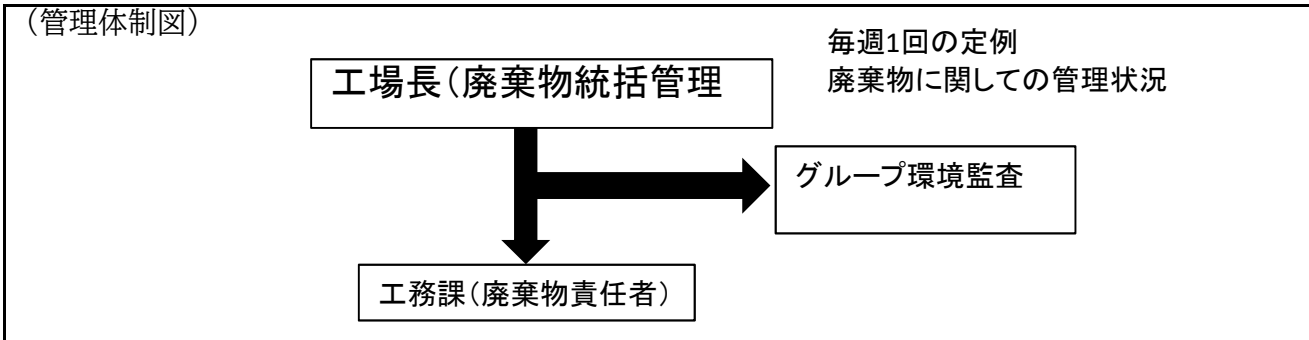 （管理体制図）
毎週1回の定例
廃棄物に関しての管理状況
工場長（廃棄物統括管理
グループ環境監査
工務課（廃棄物責任者）